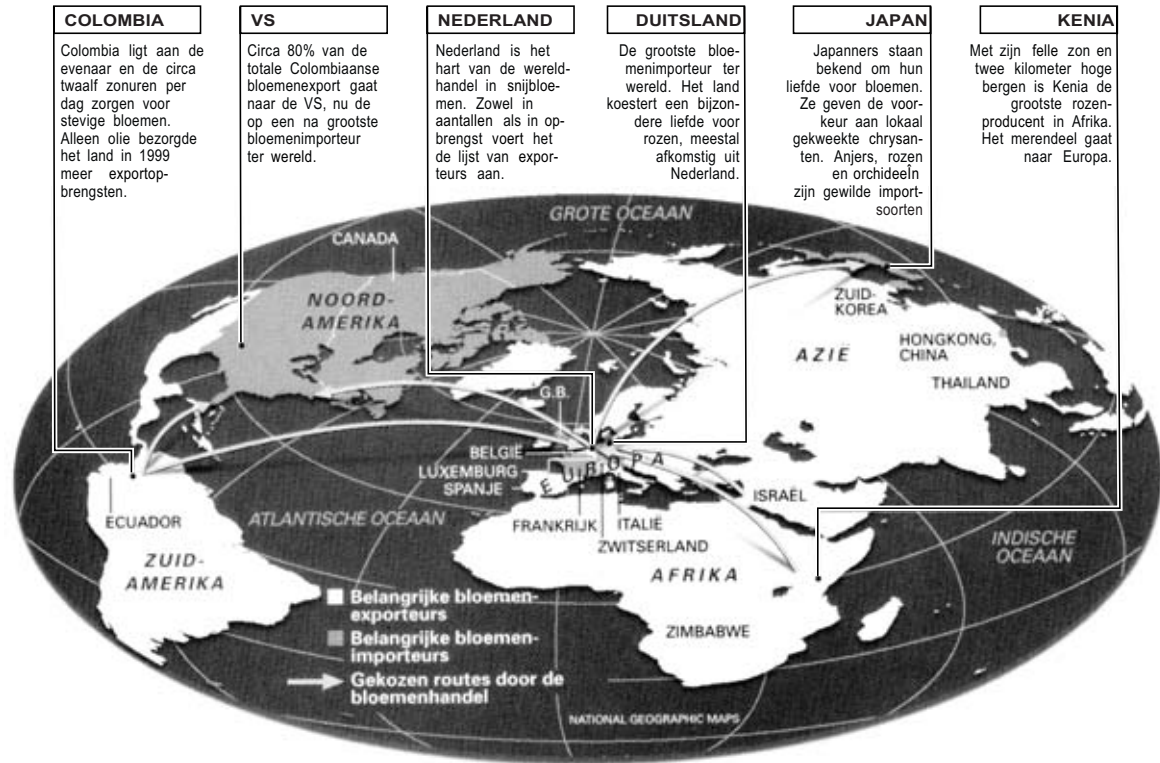 COLOMBIA
Colombia ligt aan de
evenaar en de circa
twaalf zonuren per
dag zorgen voor
stevige bloemen.
Alleen olie bezorgde
het land in 1999
meer exportop-
brengsten.
VS
Circa 80% van de
totale Colombiaanse
bloemenexport gaat
naar de VS, nu de
op een na grootste
bloemenimporteur
ter wereld.
NEDERLAND
Nederland is het
hart van de wereld-
handel in snijbloe-
men. Zowel in
aantallen als in op-
brengst voert het
de lijst van expor-
teurs aan.
DUITSLAND
De grootste bloe-
menimporteur ter
wereld. Het land
koestert een bijzon-
dere liefde voor
rozen, meestal
afkomstig uit
Nederland.
JAPAN
Japanners staan
bekend om hun
liefde voor bloemen.
Ze geven de voor-
keur aan lokaal
gekweekte chrysan-
ten. Anjers, rozen
en orchideeÎn
zijn gewilde import-
soorten
KENIA
Met zijn felle zon en
twee kilometer hoge
bergen is Kenia de
grootste rozen-
producent in Afrika.
Het merendeel gaat
naar Europa.
GROTE OCEAAN
CANADA
NOORD-
AMERIKA
ZUID-
KOREA
HONGKONG,
CHINA
AZIË
THAILAND
G.B.
BELGIË
LUXEMBURG
SPANJE
EUROPA
ISRAËL
ECUADOR
ATLANTISCHE OCEAAN
FRANKRIJK
ITALIË
ZWITSERLAND
INDISCHE
OCEAAN
ZUID-
AMERIKA
AFRIKA
ZIMBABWE
Belangrijke bloemen-
exporteurs
Belangrijke bloemen-
importeurs
Gekozen routes door de
bloemenhandel
NATIONAL GEOGRAPHIC MAPS